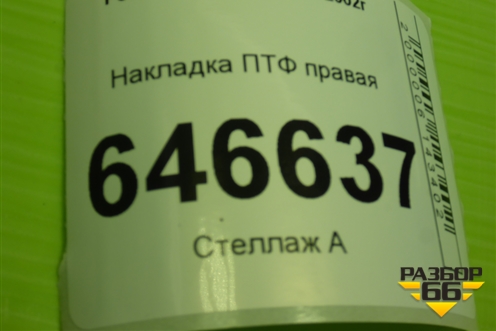 Накладка ПТФ правая
646637
Стеллаж А
РАЗБОР
66